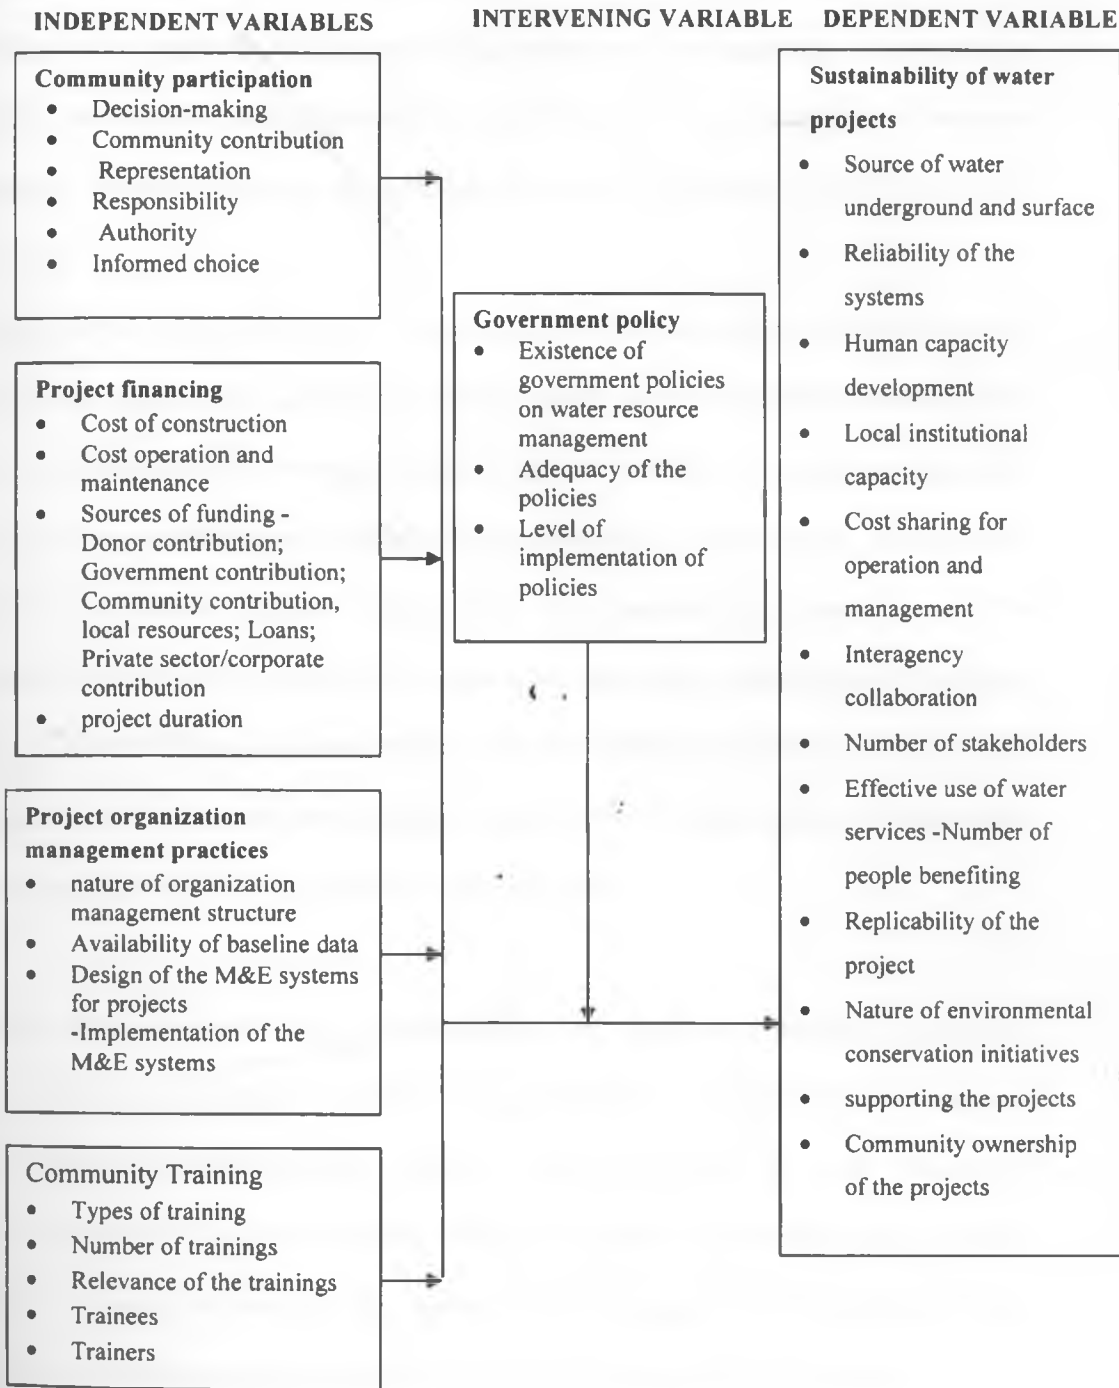 INDEPENDENT VARIABLES
INTERVENING VARIABLE
DEPENDENT VARIABLE
Community participation
• Decision-making
• Community contribution
• Representation
• Responsibility
• Authority
• Informed choice
Project financing
• Cost of construction
• Cost operation and
maintenance
• Sources of funding -
Donor contribution;
Government contribution;
Community contribution,
local resources; Loans;
Private sector/corporate
contribution
• project duration
Project organization
management practices
• nature of organization
management structure
• Availability of baseline data
• Design of the M&E systems
for projects
-Implementation of the
M&E systems
Community Training
• Types of training
• Number of trainings
• Relevance of the trainings
• Trainees
• Trainers
Government policy
• Existence of
government policies
on water resource
management
• Adequacy of the
policies
• Level of
implementation of
policies
Sustainability of water
projects
• Source of water
underground and surface
• Reliability of the
systems
• Human capacity
development
• Local institutional
capacity
• Cost sharing for
operation and
management
• Interagency
collaboration
• Number of stakeholders
• Effective use of water
services -Number of
people benefiting
• Replicability of the
project
• Nature of environmental
conservation initiatives
• supporting the projects
• Community ownership
of the projects